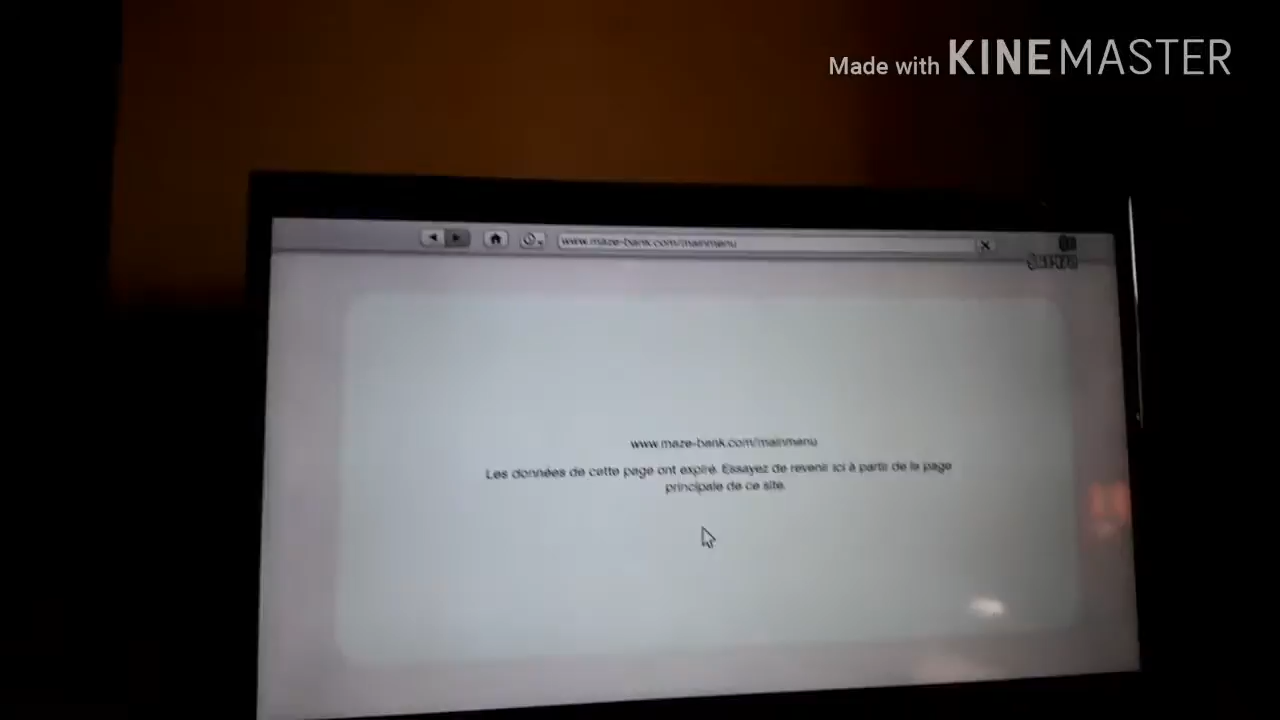 Made with KINEMASTER
www.maze-bank.com/mainmenu
www.maze-bank.com/mainmenu
Les données de cette page ont expiré. Essayez de revenir ici à partir de la page
principale de ce site.